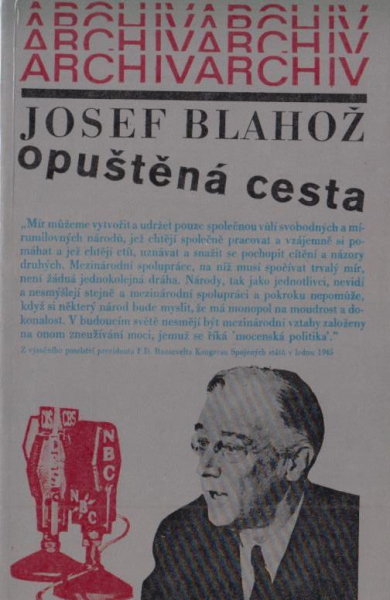 ARCHIVARCHIV
ARCHIVARCHIV
ARCHIVARCHIV
JOSEF BLAHOŽ
opuštěná cesta
„Mír můžeme vytvořit a udržet pouze společnou vůlí svobodných a mí-
rumilovných národů, jež chtějí společně pracovat a vzájemně si po-
máhat a jež chtějí ctít, uznávat a snažit se pochopit cítění a názory
druhých. Mezinárodní spolupráce, na níž musí spočívat trvalý mír,
není žádná jednokolejná dráha. Národy, tak jako jednotlivci, nevidí
a nesmýšlejí stejně a mezinárodní spolupráci a pokroku nepomůže,
když si některý národ bude myslit, že má monopol na moudrost a do-
konalost. V budoucím světě nesmějí být mezinárodní vztahy založeny
na onom zneužívání moci, jemuž se říká 'mocenská politika'."
Z výročního poselství prezidenta F.D. Roosevelta Kongresu Spojených států v lednu 1945
CBS
NBC
NBC